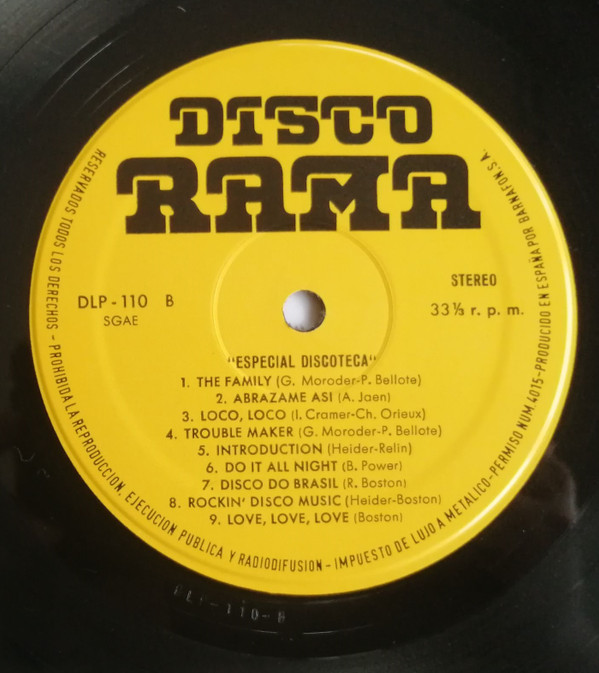 DISCO
RAMA
DLP - 110 B
SGAE
STEREO
33⅓ r. p. m.
"ESPECIAL DISCOTECA"
1. THE FAMILY (G. Moroder-P. Bellote)
2. ABRAZAME ASI (A. Jaen)
3. LOCO, LOCO (I. Cramer-Ch. Orieux)
4. TROUBLE MAKER (G. Moroder-P. Bellote)
5. INTRODUCTION (Heider-Relin)
6. DO IT ALL NIGHT (B. Power)
7. DISCO DO BRASIL (R. Boston)
8. ROCKIN' DISCO MUSIC (Heider-Boston)
9. LOVE, LOVE, LOVE (Boston)
RESERVADOS TODOS LOS DERECHOS - PROHIBIDA LA REPRODUCCION, EJECUCION PUBLICA Y RADIODIFUSION - IMPUESTO DE LUJO A METALICO - PERMISO NUM. 4015 - PRODUCIDO EN ESPAÑA POR BARNAFON, S. A.